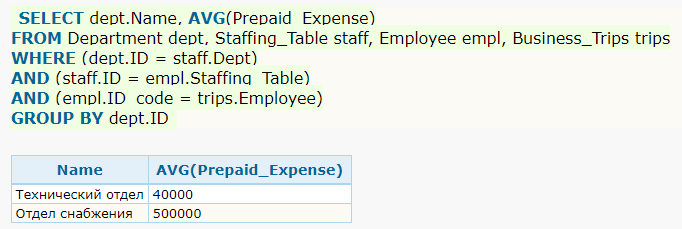 SELECT dept.Name, AVG(Prepaid_Expense)
FROM Department dept, Staffing_Table staff, Employee empl, Business_Trips trips
WHERE (dept.ID = staff.Dept)
AND (staff.ID = empl.Staffing_Table)
AND (empl.ID_code = trips.Employee)
GROUP BY dept.ID
Name AVG(Prepaid_Expense)
Технический отдел 40000
Отдел снабжения 500000